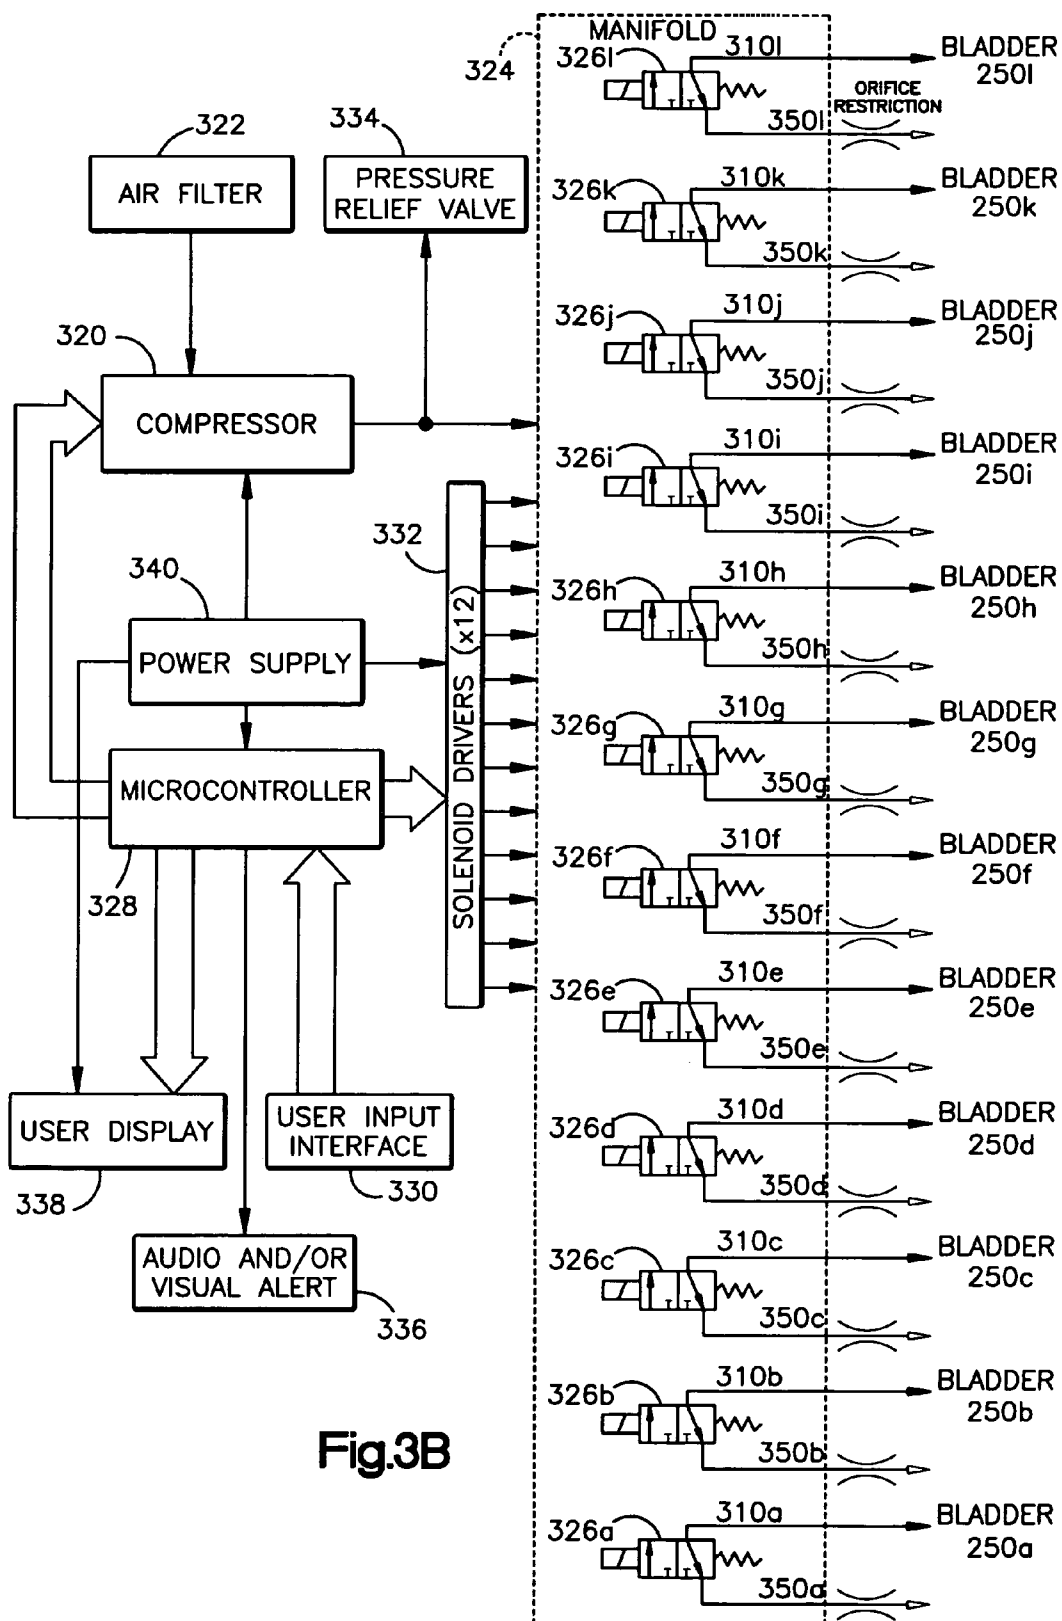 MANIFOLD
324
326l
310l
BLADDER
250l
ORIFICE
RESTRICTION
350l
322
334
AIR FILTER
PRESSURE
RELIEF VALVE
326k
310k
BLADDER
250k
350k
320
COMPRESSOR
326j
310j
BLADDER
250j
350j
326i
310i
BLADDER
250i
350i
332
340
POWER SUPPLY
SOLENOID DRIVERS (x12)
326h
310h
BLADDER
250h
350h
MICROCONTROLLER
328
326g
310g
BLADDER
250g
350g
326f
310f
BLADDER
250f
350f
326e
310e
BLADDER
250e
350e
USER DISPLAY
338
USER INPUT
INTERFACE
330
326d
310d
BLADDER
250d
350d
AUDIO AND/OR
VISUAL ALERT
336
326c
310c
BLADDER
250c
350c
326b
310b
BLADDER
250b
350b
Fig.3B
326a
310a
BLADDER
250a
350a